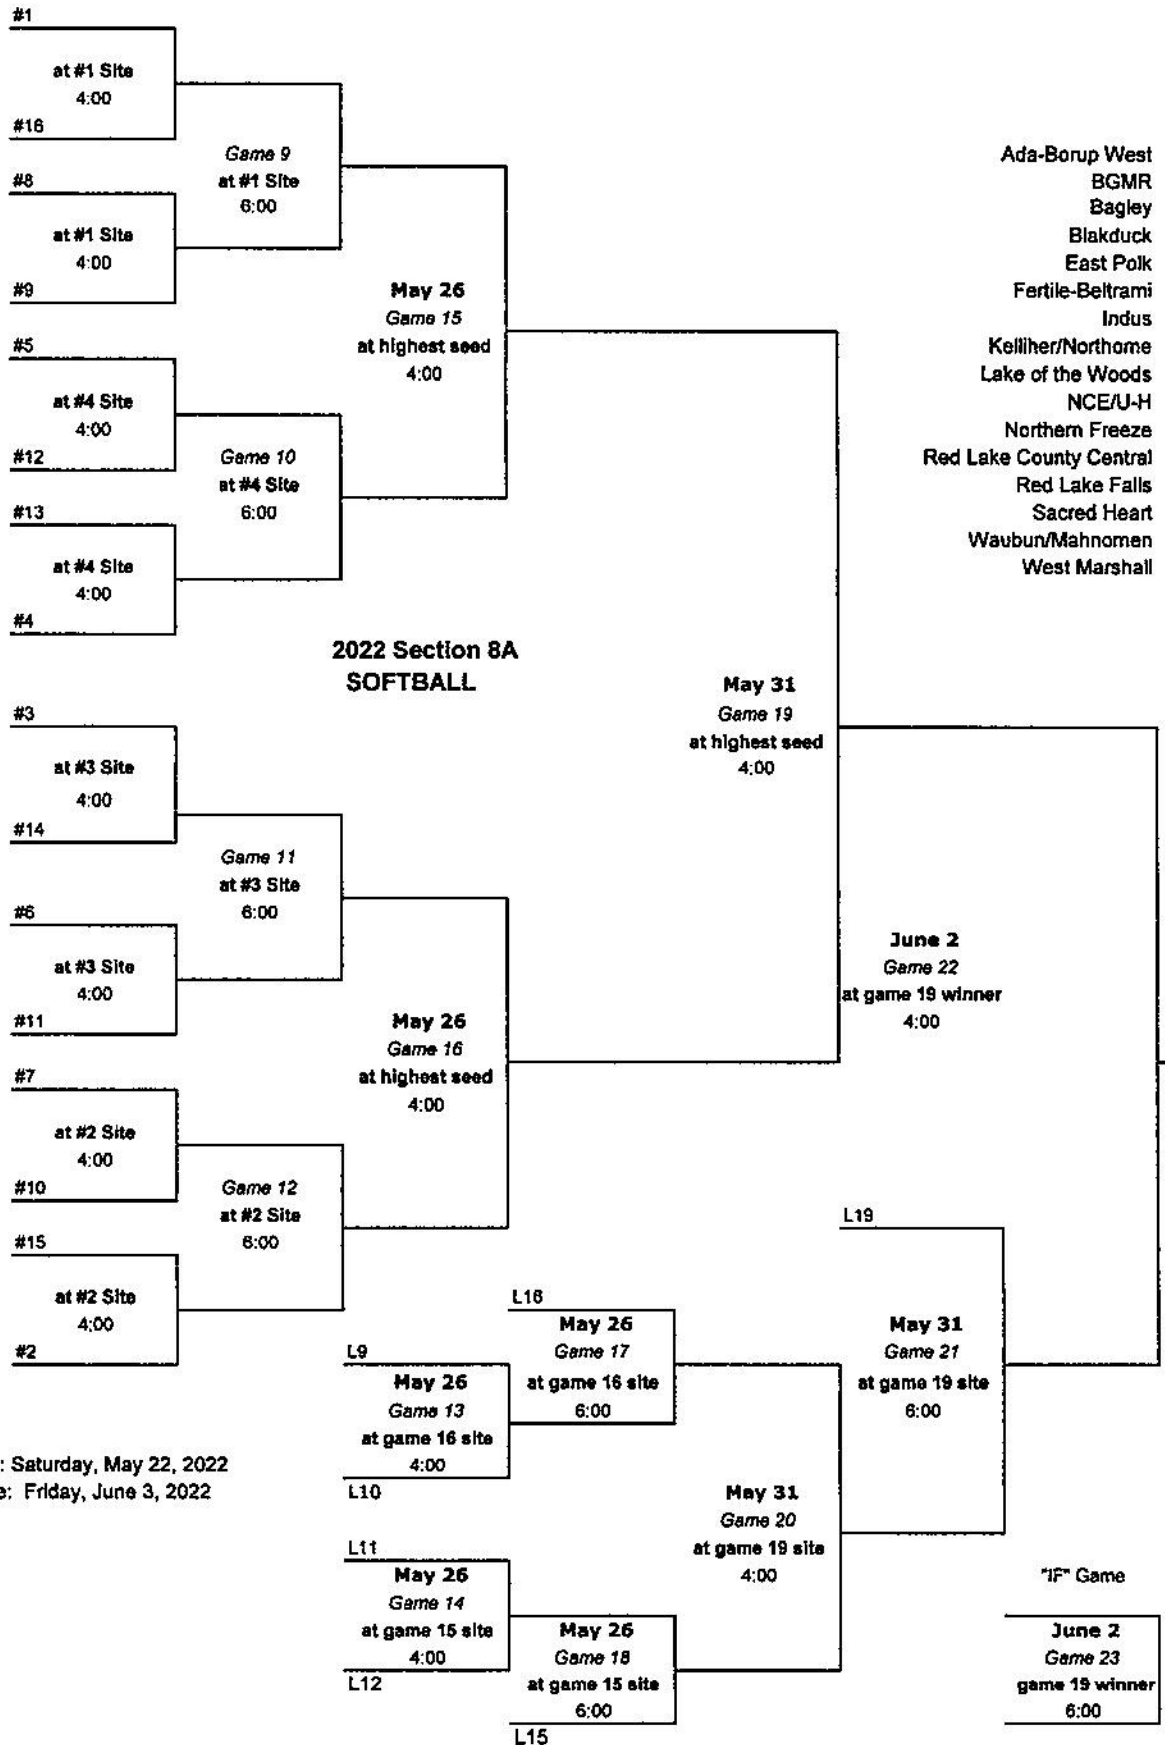 #1
at #1 Site
4:00
#16
Game 9
at #1 Site
6:00
#8
at #1 Site
4:00
#9
May 26
Game 15
at highest seed
4:00
#5
at #4 Site
4:00
#12
Game 10
at #4 Site
6:00
#13
at #4 Site
4:00
#4
Ada-Borup West
BGMR
Bagley
Blakduck
East Polk
Fertile-Beltrami
Indus
Kelliher/Northome
Lake of the Woods
NCE/U-H
Northern Freeze
Red Lake County Central
Red Lake Falls
Sacred Heart
Waubun/Mahnomen
West Marshall
2022 Section 8A
SOFTBALL
May 31
Game 19
at highest seed
4:00
#3
at #3 Site
4:00
#14
Game 11
at #3 Site
6:00
#6
at #3 Site
4:00
#11
May 26
Game 16
at highest seed
4:00
June 2
Game 22
at game 19 winner
4:00
#7
at #2 Site
4:00
#10
Game 12
at #2 Site
6:00
#15
at #2 Site
4:00
#2
L19
L16
May 26
Game 17
at game 16 site
6:00
May 31
Game 21
at game 19 site
6:00
L9
May 26
Game 13
at game 16 site
4:00
L10
: Saturday, May 22, 2022
e: Friday, June 3, 2022
May 31
Game 20
at game 19 site
4:00
L11
May 26
Game 14
at game 15 site
4:00
L12
May 26
Game 18
at game 15 site
6:00
L15
"IF" Game
June 2
Game 23
game 19 winner
6:00